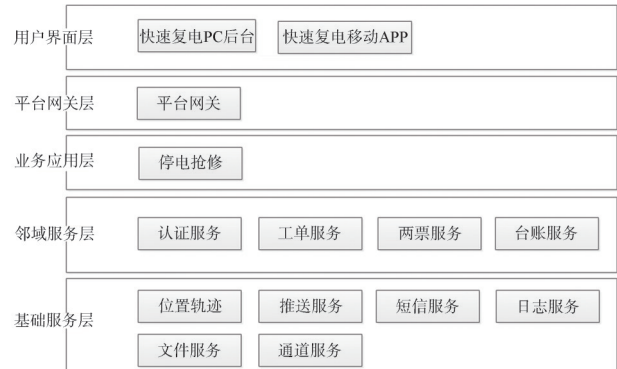 用户界面层
快速复电PC后台 快速复电移动APP
平台网关层
平台网关
业务应用层
停电抢修
邻域服务层
认证服务 工单服务 两票服务 台账服务
基础服务层
位置轨迹 推送服务 短信服务 日志服务
文件服务 通道服务